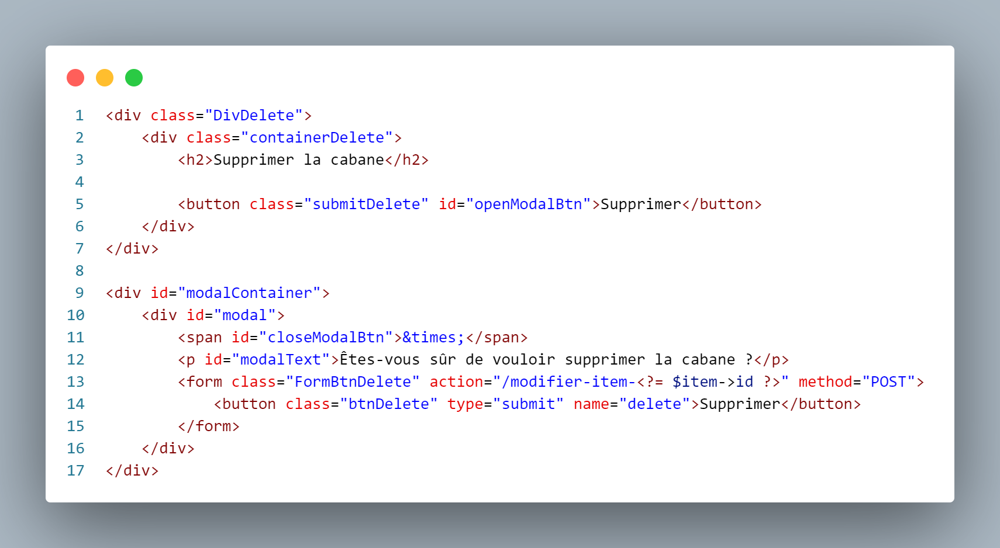 1 <div class="DivDelete">
2     <div class="containerDelete">
3         <h2>Supprimer la cabane</h2>
4
5         <button class="submitDelete" id="openModalBtn">Supprimer</button>
6     </div>
7 </div>
8
9 <div id="modalContainer">
10     <div id="modal">
11         <span id="closeModalBtn">&times;</span>
12         <p id="modalText">Êtes-vous sûr de vouloir supprimer la cabane ?</p>
13         <form class="FormBtnDelete" action="/modifier-item-<?= $item->id ?>" method="POST">
14             <button class="btnDelete" type="submit" name="delete">Supprimer</button>
15         </form>
16     </div>
17 </div>